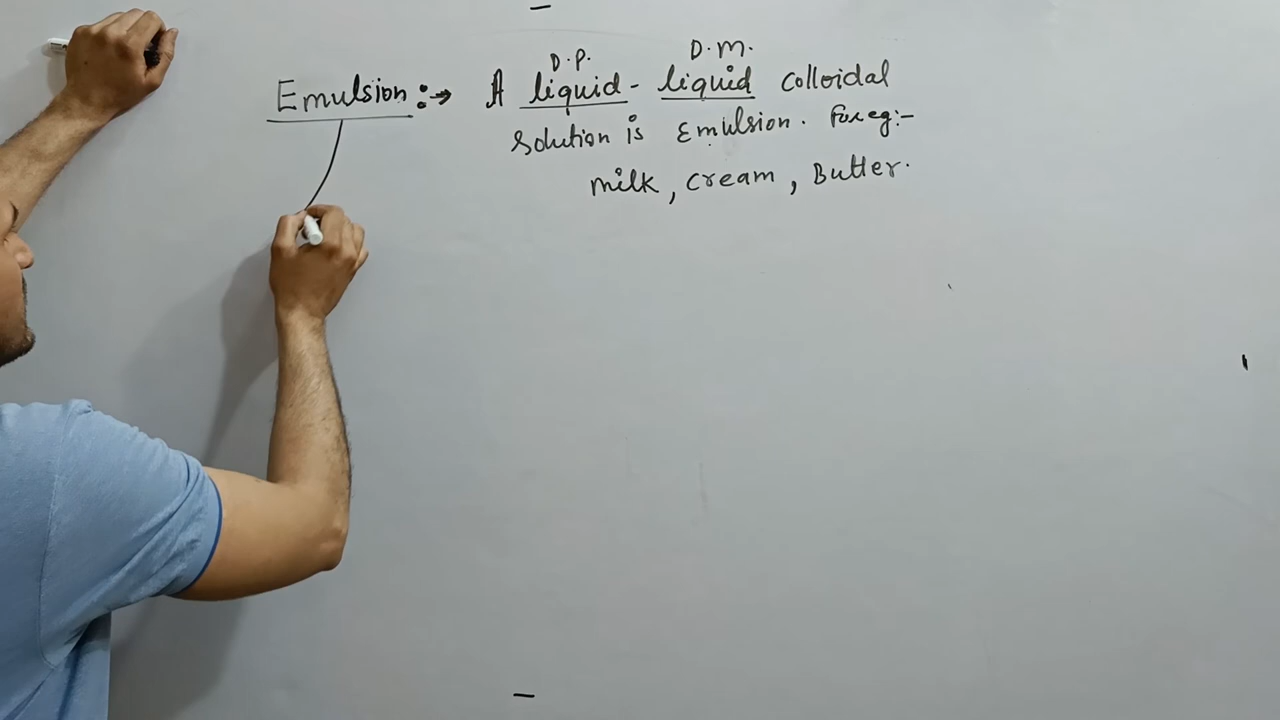 D.P. D.M.
Emulsion :→ A liquid - liquid colloidal
solution is Emulsion. For eg:-
milk, cream, Butter.